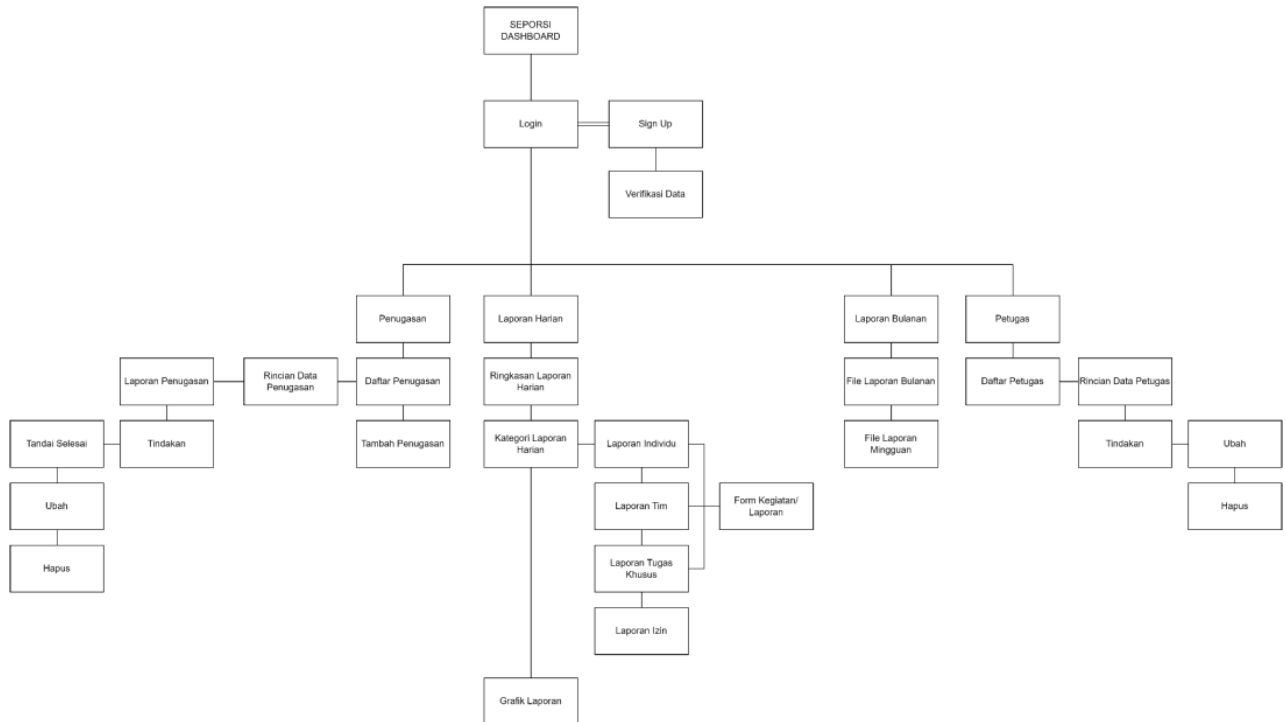 SEPORSI
DASHBOARD
Login
Sign Up
Verifikasi Data
Penugasan
Laporan Harian
Laporan Bulanan
Petugas
Laporan Penugasan
Rincian Data
Penugasan
Daftar Penugasan
Ringkasan Laporan
Harian
File Laporan Bulanan
Daftar Petugas
Rincian Data Petugas
Tandai Selesai
Tindakan
Tambah Penugasan
Kategori Laporan
Harian
Laporan Individu
File Laporan
Mingguan
Tindakan
Ubah
Ubah
Laporan Tim
Form Kegiatan/
Laporan
Hapus
Hapus
Laporan Tugas
Khusus
Laporan Izin
Grafik Laporan